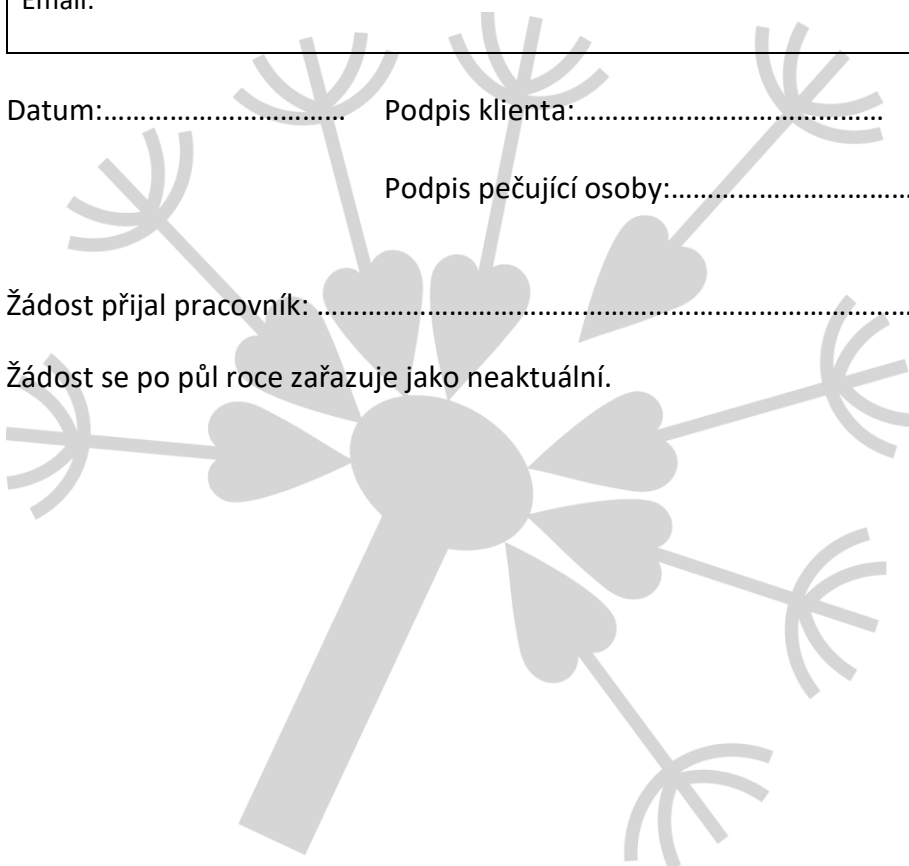 Email:
Datum:…………………………… Podpis klienta:……………………………………
Podpis pečující osoby:……………………………
Žádost přijal pracovník: ………………………………………………………………………
Žádost se po půl roce zařazuje jako neaktuální.